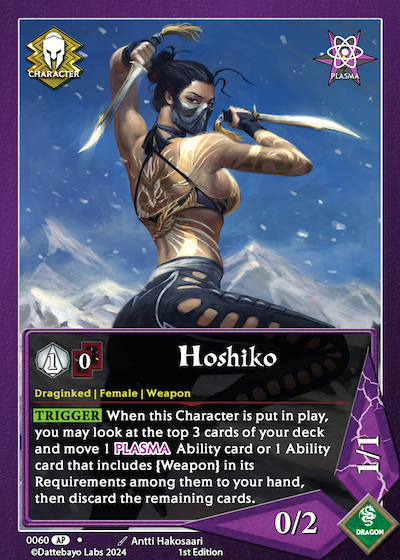 CHARACTER
PLASMA
1 0 Hoshiko
Draginked | Female | Weapon
TRIGGER When this Character is put in play,
you may look at the top 3 cards of your deck
and move 1 PLASMA Ability card or 1 Ability
card that includes {Weapon} in its
Requirements among them to your hand,
then discard the remaining cards.
1/1
0/2
DRAGON
0060 AP • Antti Hakosaari
©Dattebayo Labs 2024 1st Edition